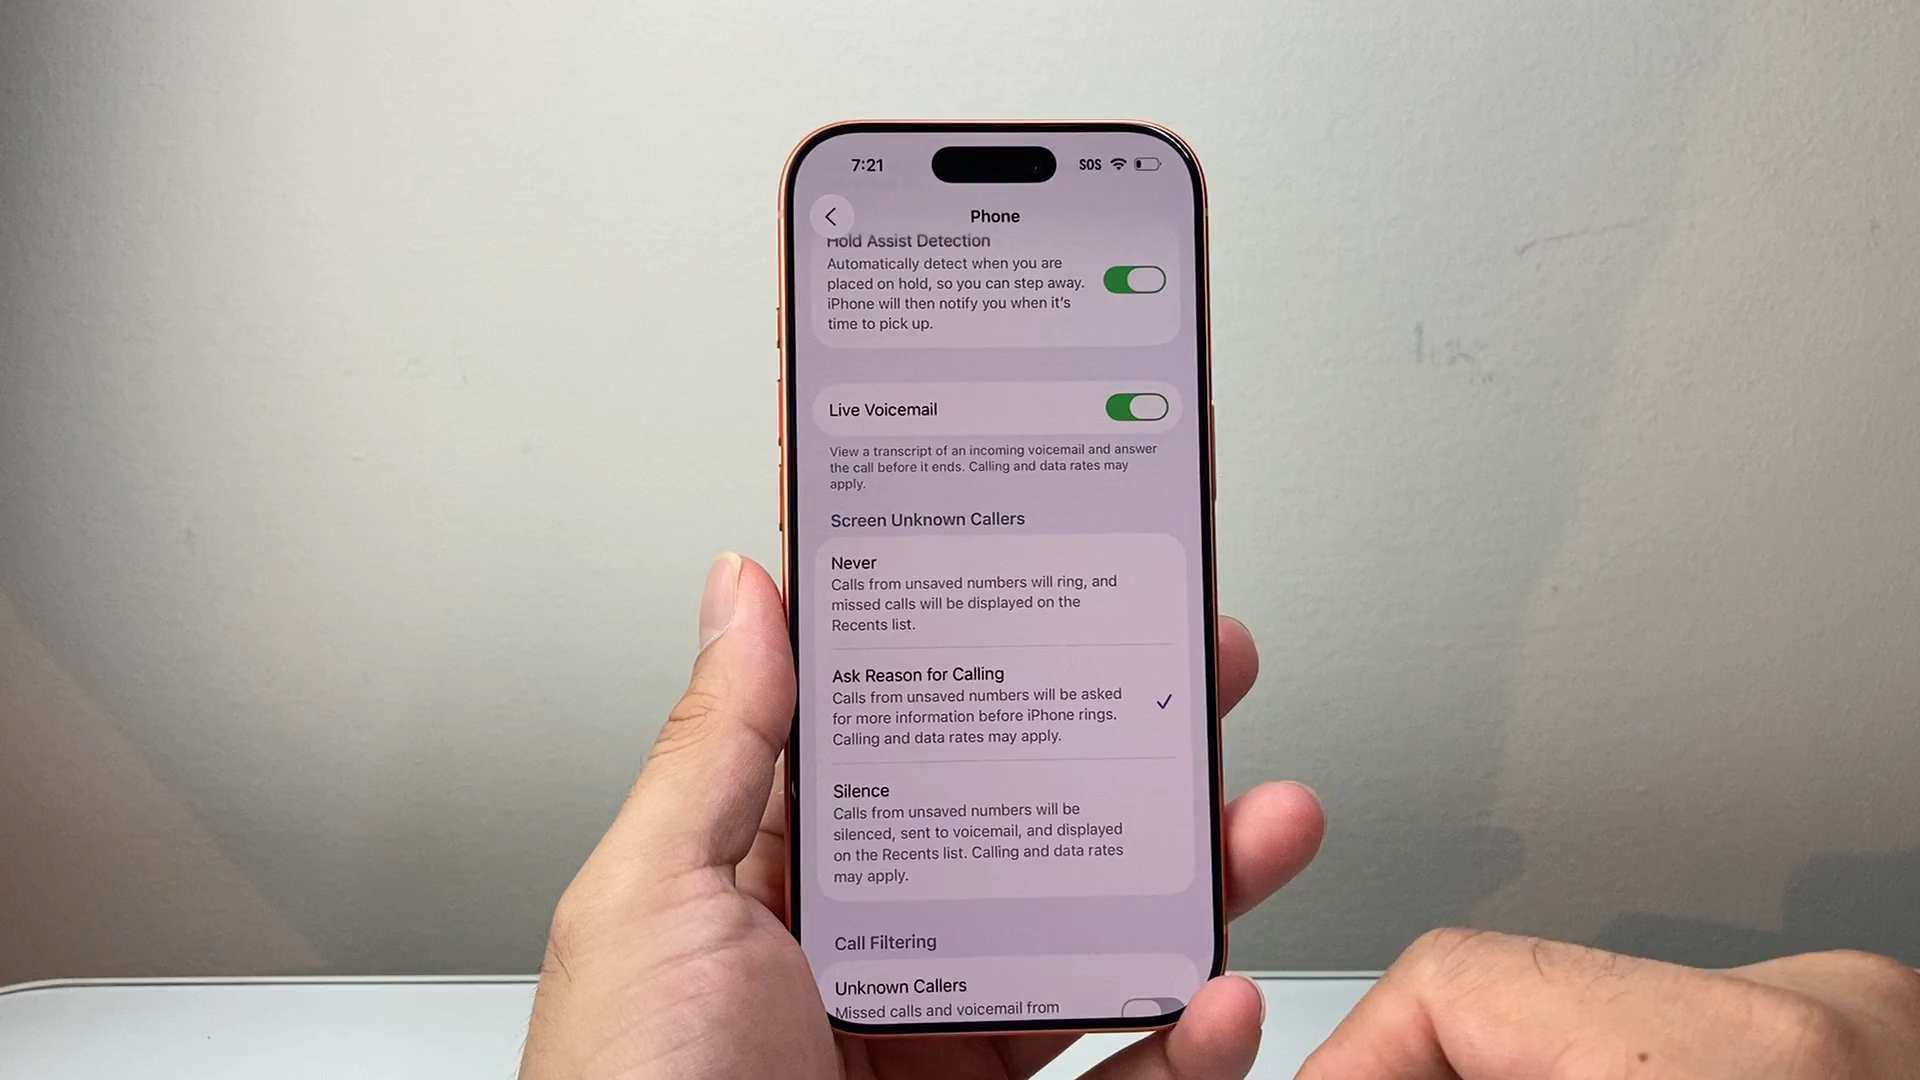 7:21
SOS
Phone
Hold Assist Detection
Automatically detect when you are
placed on hold, so you can step away.
iPhone will then notify you when it's
time to pick up.
Live Voicemail
View a transcript of an incoming voicemail and answer
the call before it ends. Calling and data rates may
apply.
Screen Unknown Callers
Never
Calls from unsaved numbers will ring, and
missed calls will be displayed on the
Recents list.
Ask Reason for Calling
Calls from unsaved numbers will be asked
for more information before iPhone rings.
Calling and data rates may apply.
Silence
Calls from unsaved numbers will be
silenced, sent to voicemail, and displayed
on the Recents list. Calling and data rates
may apply.
Call Filtering
Unknown Callers
Missed calls and voicemail from